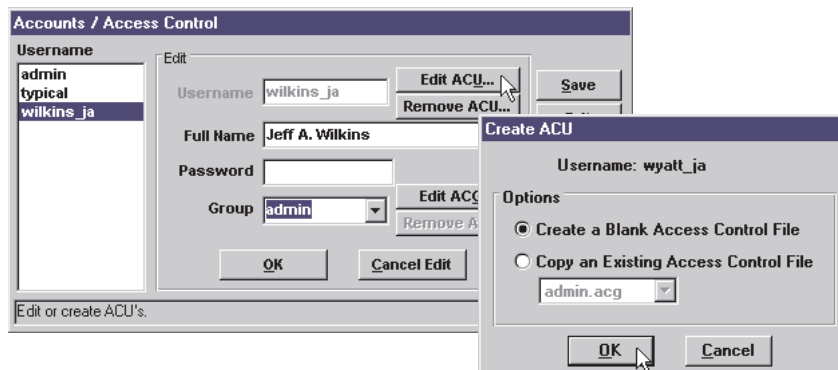 Accounts / Access Control
Username
admin
typical
wilkins_ja
Edit
Username wilkins_ja
Edit ACU...
Remove ACU...
Save
Full Name Jeff A. Wilkins
Password
Group admin
Edit
Remove
OK
Cancel Edit
Edit or create ACU's.
Create ACU
Username: wyatt_ja
Options
Create a Blank Access Control File
Copy an Existing Access Control File
admin.acg
OK
Cancel